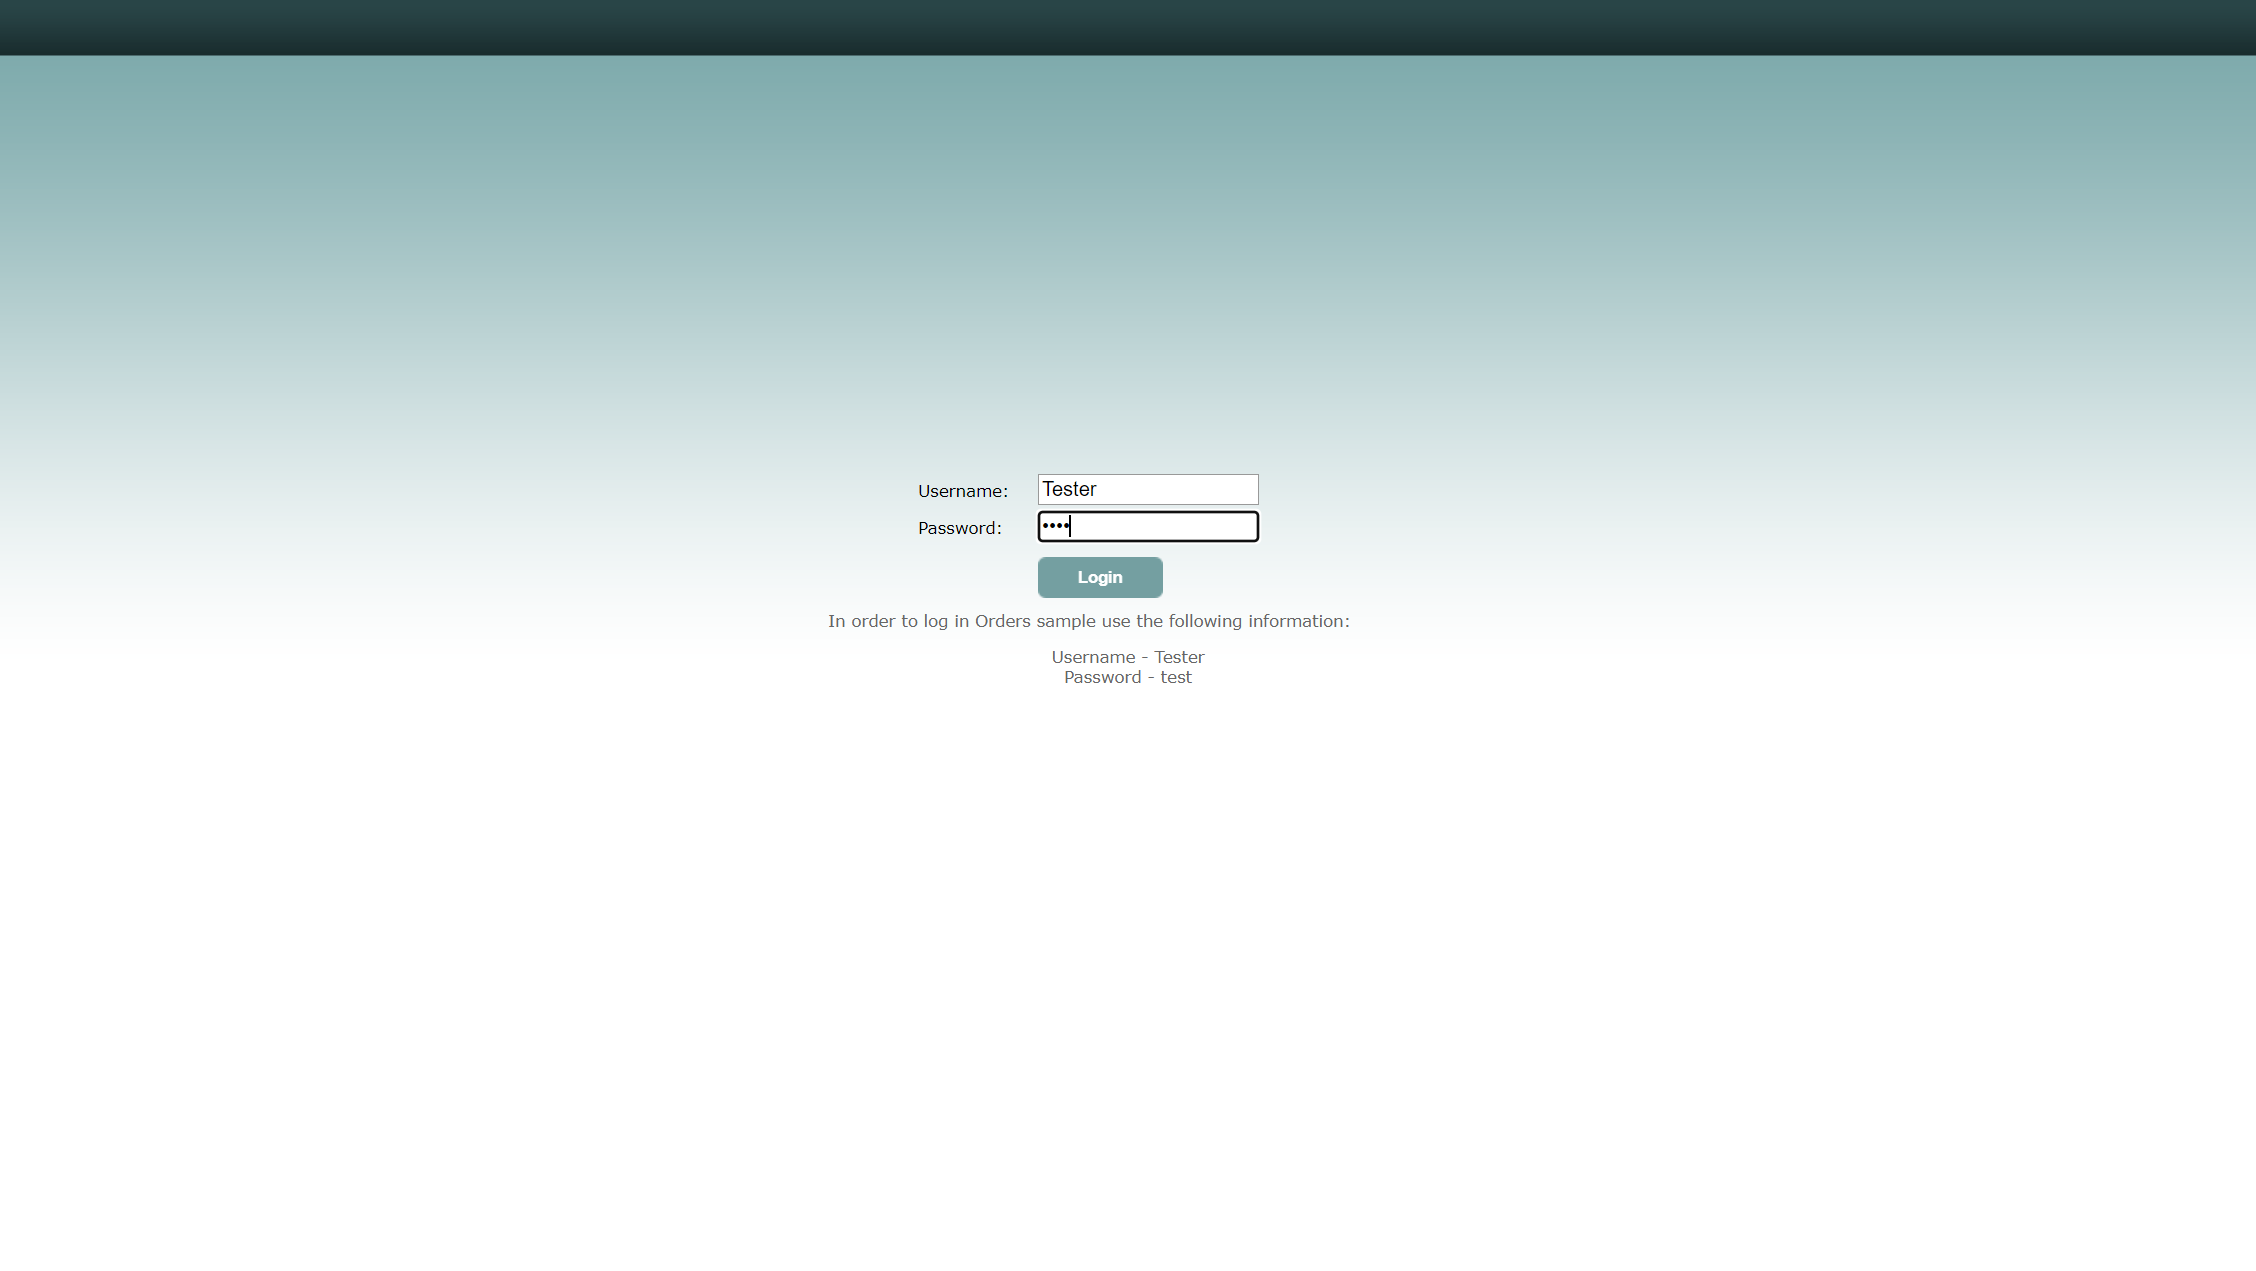 Username: Tester
Password: ••••
Login
In order to log in Orders sample use the following information:
Username - Tester
Password - test